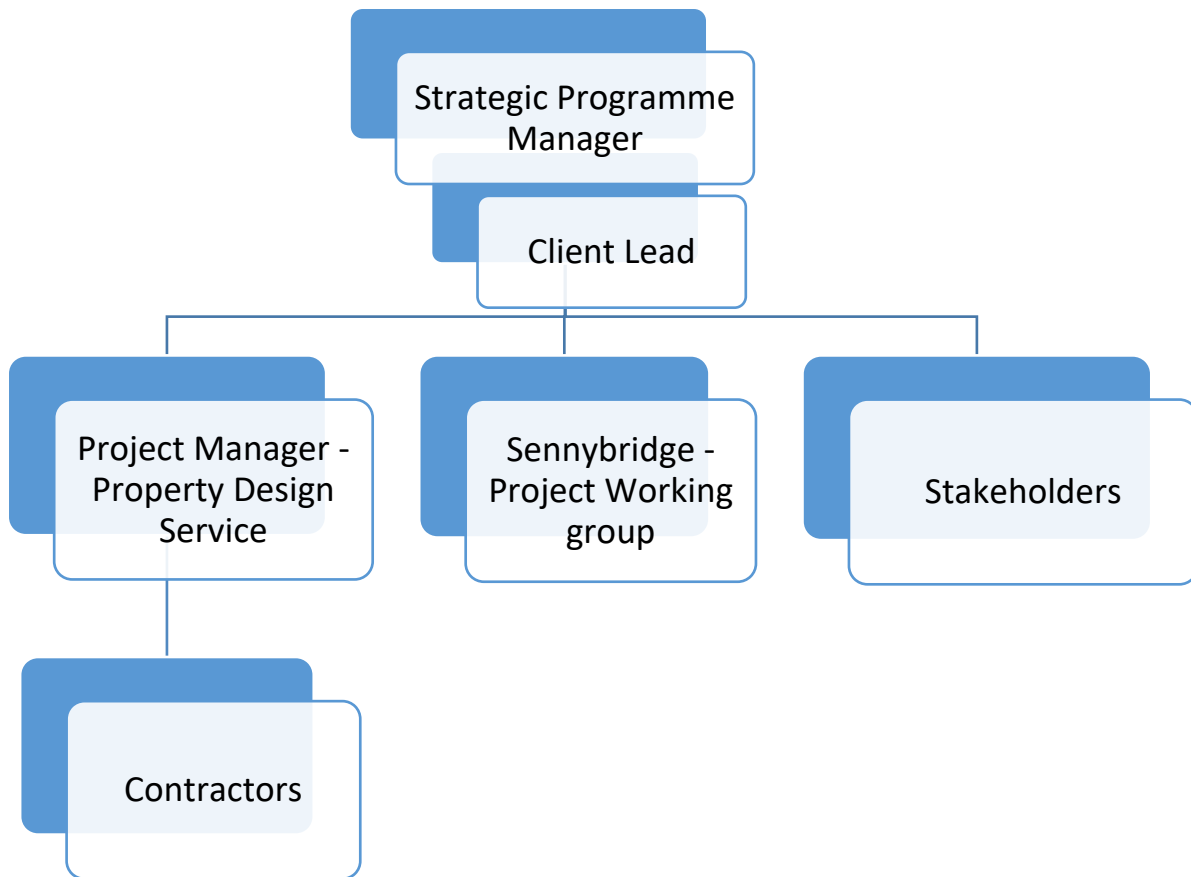 Strategic Programme
Manager
Client Lead
Project Manager -
Property Design
Service
Sennybridge -
Project Working
group
Stakeholders
Contractors